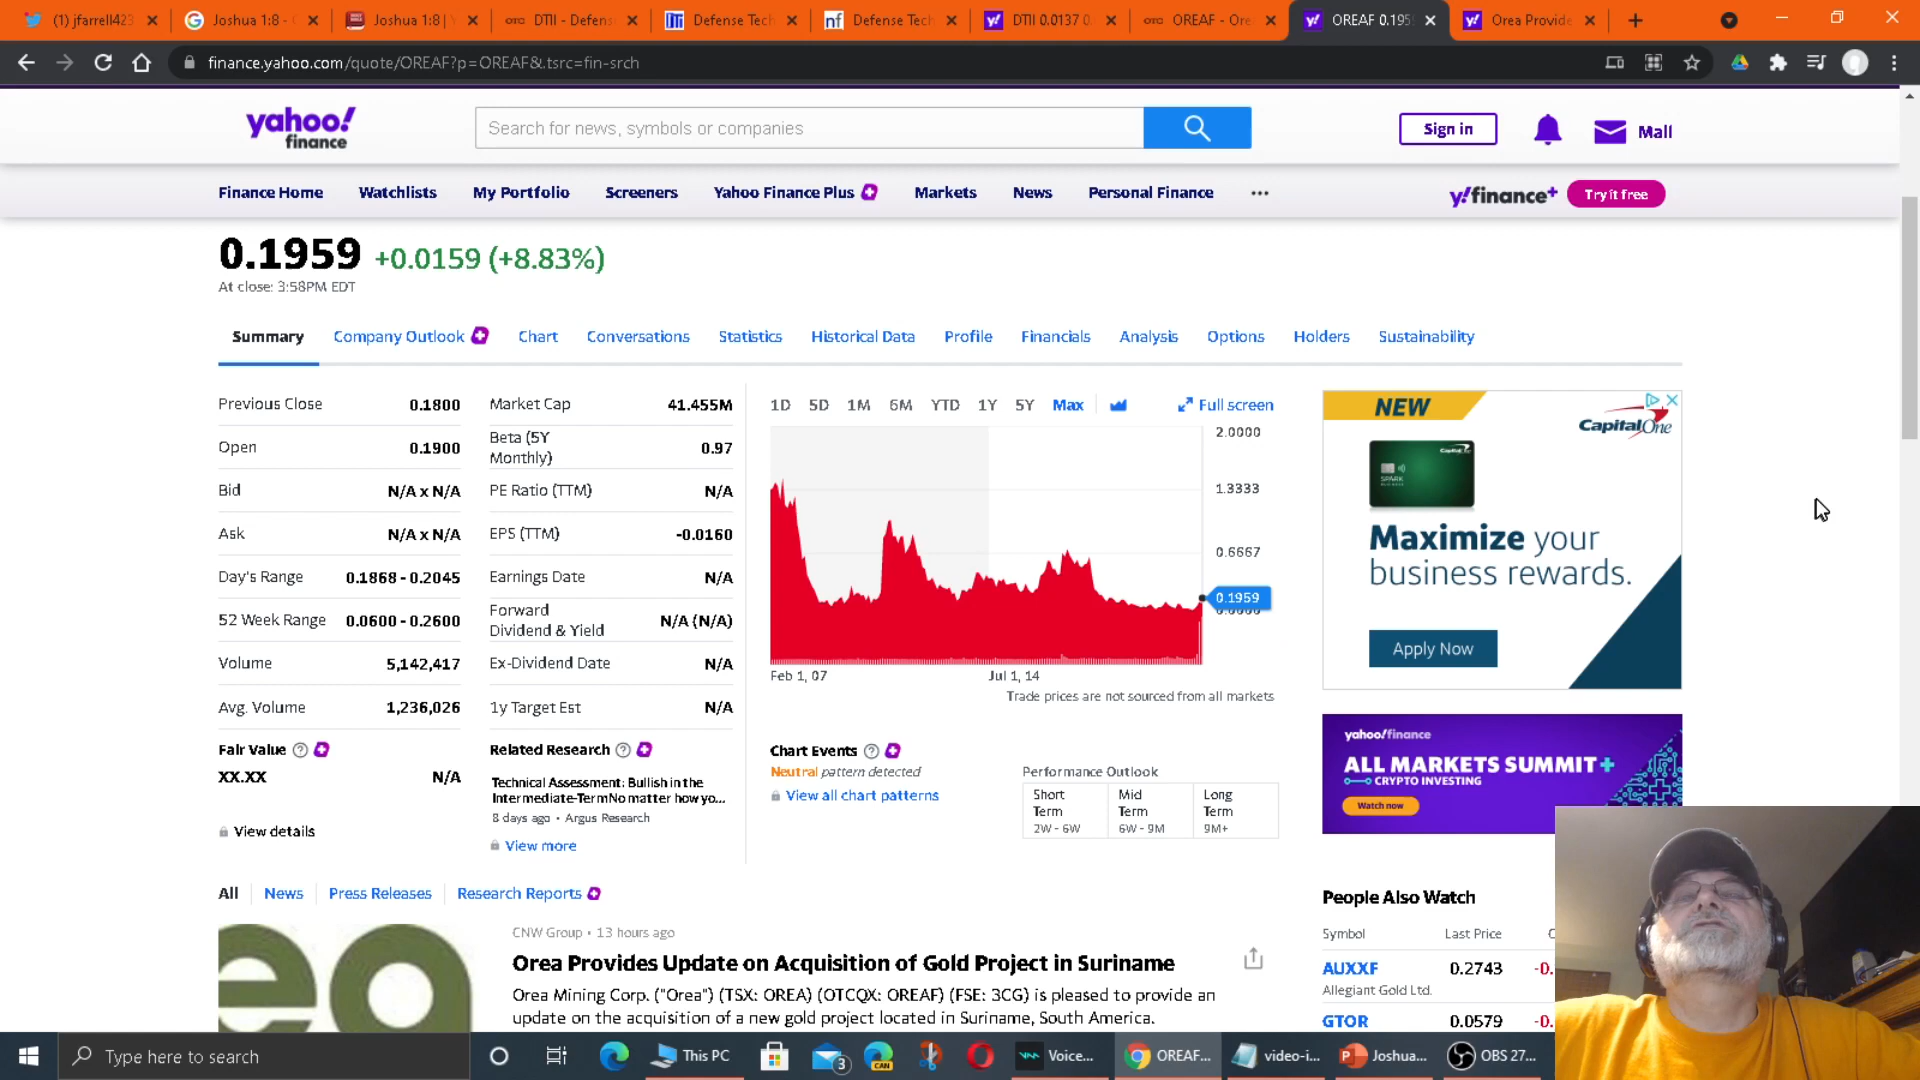 (1) jfarrell423
Joshua 1:8 -
Joshua 1:8 |
DTII - Defens
Defense Tech
Defense Tech
DTII 0.0137 0.
OREAF - Ore
OREAF 0.195
Orea Provide
finance.yahoo.com/quote/OREAF?p=OREAF&.tsrc=fin-srch
yahoo!
finance
Search for news, symbols or companies
Sign in
Mail
Finance Home
Watchlists
My Portfolio
Screeners
Yahoo Finance Plus
Markets
News
Personal Finance
...
y!finance+
Try it free
0.1959 +0.0159 (+8.83%)
At close: 3:58PM EDT
Summary
Company Outlook
Chart
Conversations
Statistics
Historical Data
Profile
Financials
Analysis
Options
Holders
Sustainability
Previous Close 0.1800
Open 0.1900
Bid N/A x N/A
Ask N/A x N/A
Day's Range 0.1868 - 0.2045
52 Week Range 0.0600 - 0.2600
Volume 5,142,417
Avg. Volume 1,236,026
Market Cap 41.455M
Beta (5Y
Monthly) 0.97
PE Ratio (TTM) N/A
EPS (TTM) -0.0160
Earnings Date N/A
Forward
Dividend & Yield N/A (N/A)
Ex-Dividend Date N/A
1y Target Est N/A
1D 5D 1M 6M YTD 1Y 5Y Max
Full screen
2.0000
1.3333
0.6667
0.1959
0.0000
Feb 1, 07
Jul 1, 14
Trade prices are not sourced from all markets
Fair Value
XX.XX N/A
View details
Related Research
Technical Assessment: Bullish in the
Intermediate-TermNo matter how yo...
8 days ago • Argus Research
View more
Chart Events
Neutral pattern detected
View all chart patterns
Performance Outlook
Short
Term
2W - 6W
Mid
Term
6W - 9M
Long
Term
9M+
NEW
Capital One
Capital One
SPARK
BUSINESS
Maximize your
business rewards.
Apply Now
yahoo!finance
ALL MARKETS SUMMIT+
CRYPTO INVESTING
Watch now
All
News
Press Releases
Research Reports
eo
CNW Group • 13 hours ago
Orea Provides Update on Acquisition of Gold Project in Suriname
Orea Mining Corp. ("Orea") (TSX: OREA) (OTCQX: OREAF) (FSE: 3CG) is pleased to provide an
update on the acquisition of a new gold project located in Suriname, South America.
People Also Watch
Symbol Last Price C
AUXXF 0.2743 -0.
Allegiant Gold Ltd.
GTOR 0.0579 -0.
Type here to search
This PC
3
CAN
Voice...
OREAF...
video-i...
Joshua...
OBS 27...